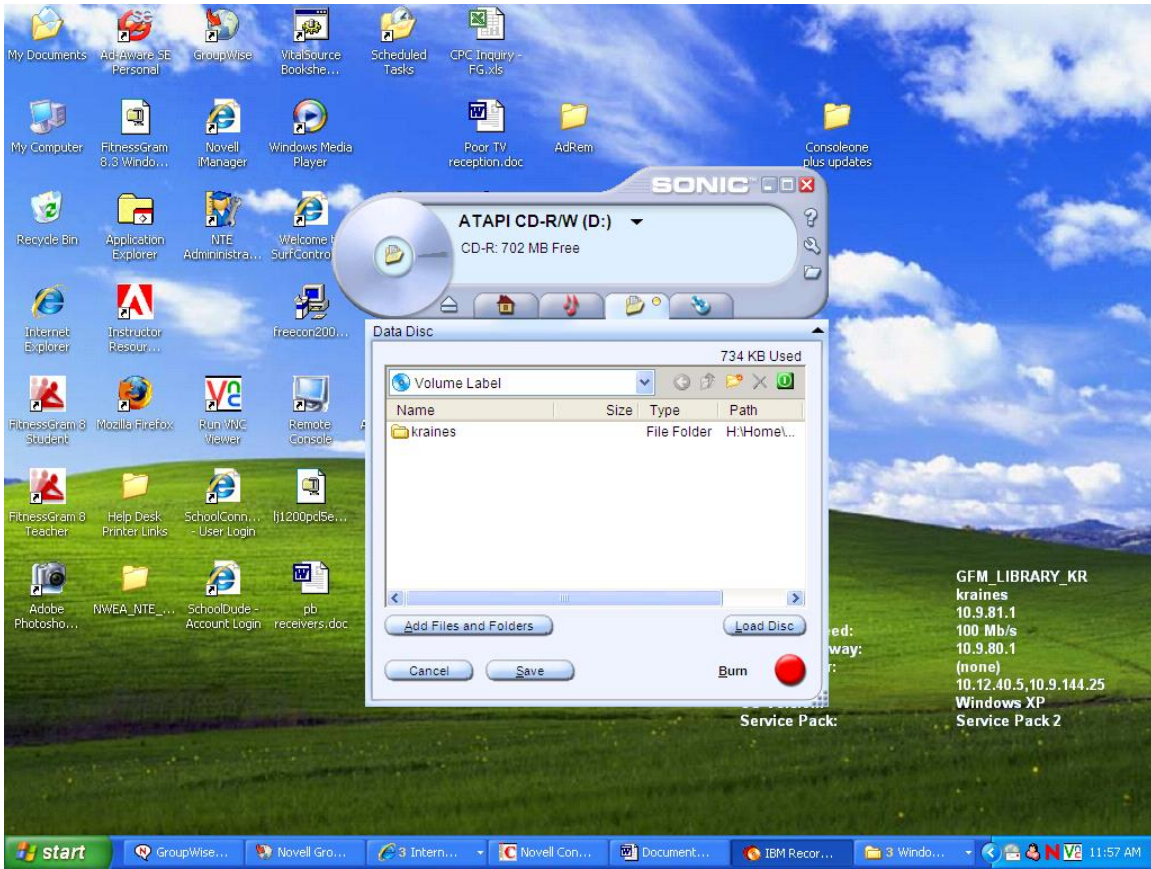 My Documents
Ad-Aware SE
Personal
GroupWise
VitalSource
Bookshe...
Scheduled
Tasks
CPC Inquiry -
FG.xls
My Computer
FitnessGram
8.3 Windo...
Novell
iManager
Windows Media
Player
Poor TV
reception.doc
AdRem
Consoleone
plus updates
Recycle Bin
Application
Explorer
NTE
Admininistra...
Welcome
SurfContro
Internet
Explorer
Instructor
Resour...
freecon200...
FitnessGram 8
Student
Mozilla Firefox
Run VNC
Viewer
Remote
Console
FitnessGram 8
Teacher
Help Desk
Printer Links
SchoolConn...
- User Login
lj1200pcl5e...
Adobe
Photosho...
NWEA_NTE_...
SchoolDude -
Account Login
pb
receivers.doc
SONIC
ATAPI CD-R/W (D:)
CD-R: 702 MB Free
Data Disc
734 KB Used
Volume Label
Name Size Type Path
kraines File Folder H:\Home\...
Add Files and Folders Load Disc
Cancel Save Burn
GFM_LIBRARY_KR
kraines
10.9.81.1
eed: 100 Mb/s
way: 10.9.80.1
r: (none)
10.12.40.5,10.9.144.25
Windows XP
Service Pack: Service Pack 2
start GroupWise... Novell Gro... 3 Intern... Novell Con... Document... IBM Recor... 3 Windo... 11:57 AM